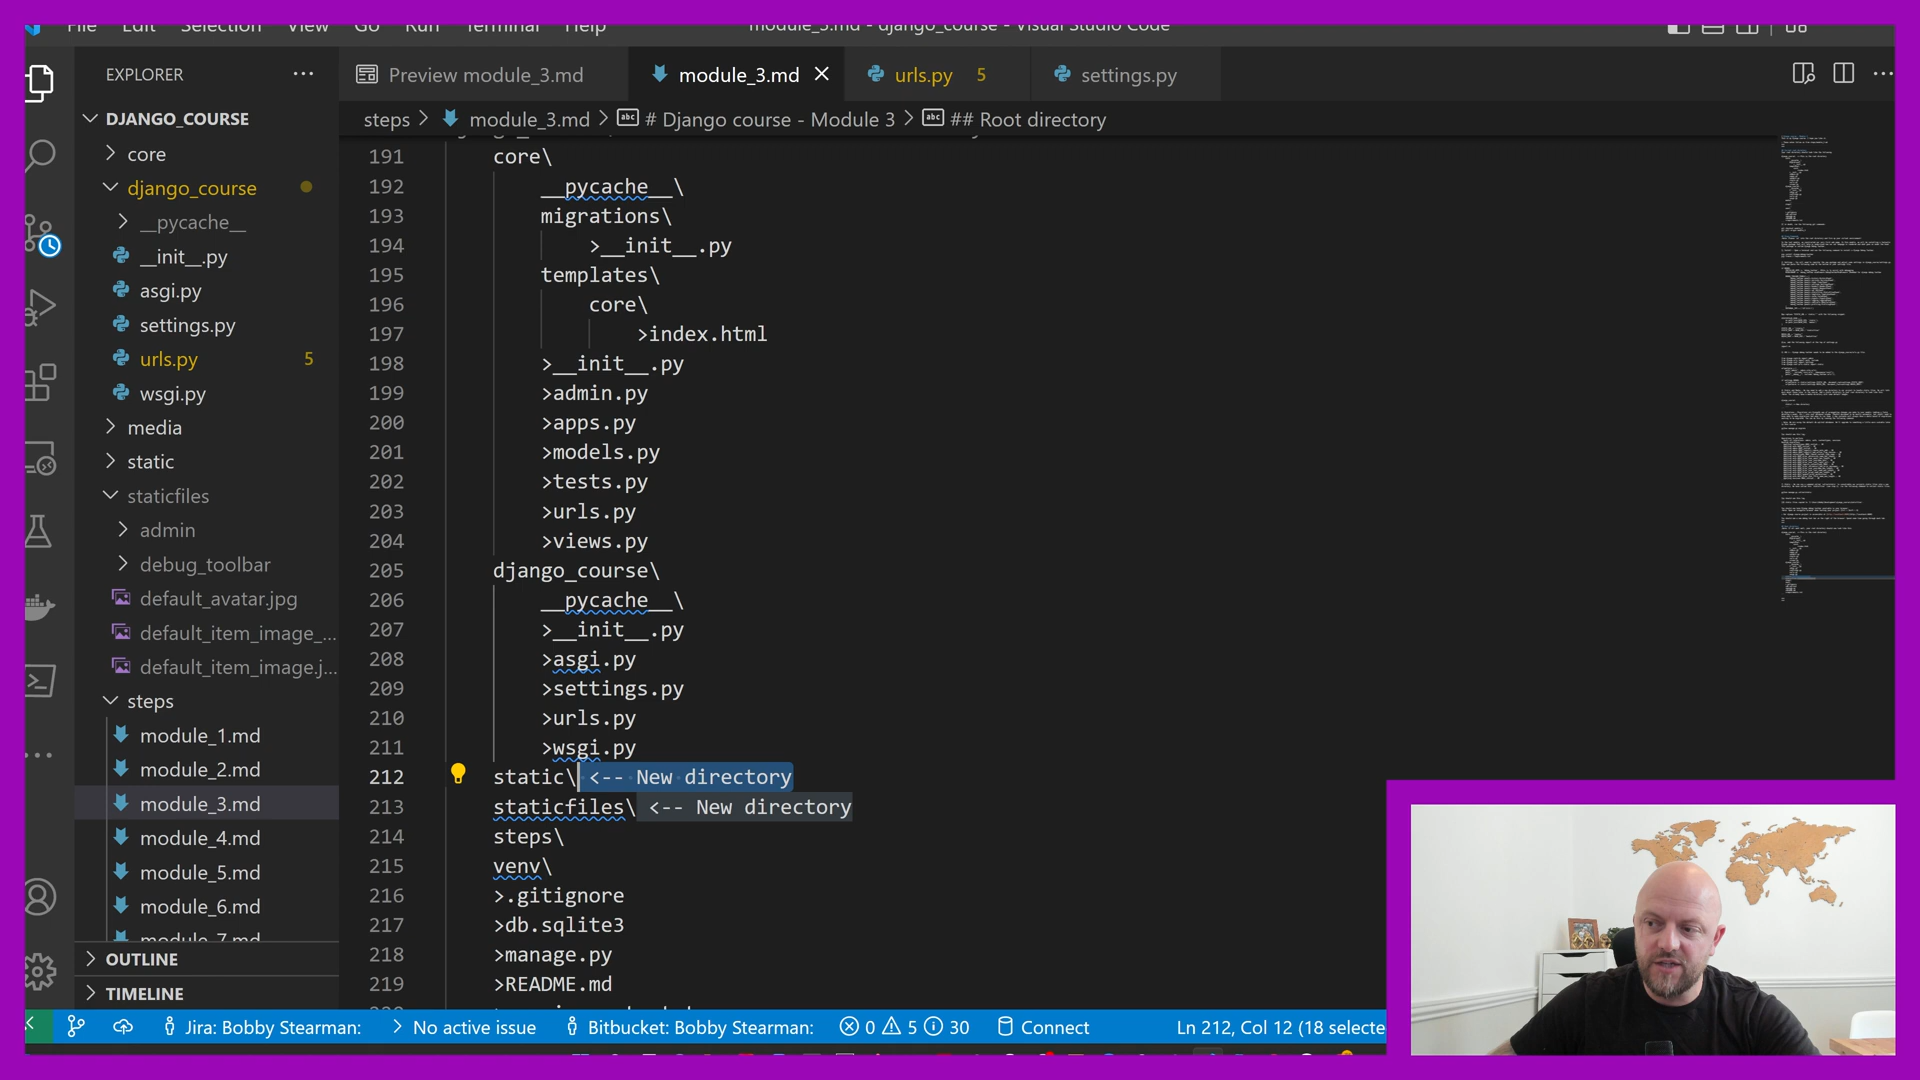 File Edit Selection View Go Run Terminal Help
module_3.md - django_course - Visual Studio Code
EXPLORER
Preview module_3.md
module_3.md
urls.py 5
settings.py
DJANGO_COURSE
steps > module_3.md > # Django course - Module 3 > ## Root directory
core
django_course
__pycache__
__init__.py
asgi.py
settings.py
urls.py 5
wsgi.py
media
static
staticfiles
admin
debug_toolbar
default_avatar.jpg
default_item_image_...
default_item_image.j...
steps
module_1.md
module_2.md
module_3.md
module_4.md
module_5.md
module_6.md
module_7.md
OUTLINE
TIMELINE
191 core\
192 __pycache__\
193 migrations\
194 >__init__.py
195 templates\
196 core\
197 >index.html
198 >__init__.py
199 >admin.py
200 >apps.py
201 >models.py
202 >tests.py
203 >urls.py
204 >views.py
205 django_course\
206 __pycache__\
207 >__init__.py
208 >asgi.py
209 >settings.py
210 >urls.py
211 >wsgi.py
212 static\ <-- New directory
213 staticfiles\ <-- New directory
214 steps\
215 venv\
216 >.gitignore
217 >db.sqlite3
218 >manage.py
219 >README.md
Jira: Bobby Stearman: > No active issue Bitbucket: Bobby Stearman: 0 5 30 Connect Ln 212, Col 12 (18 selecte